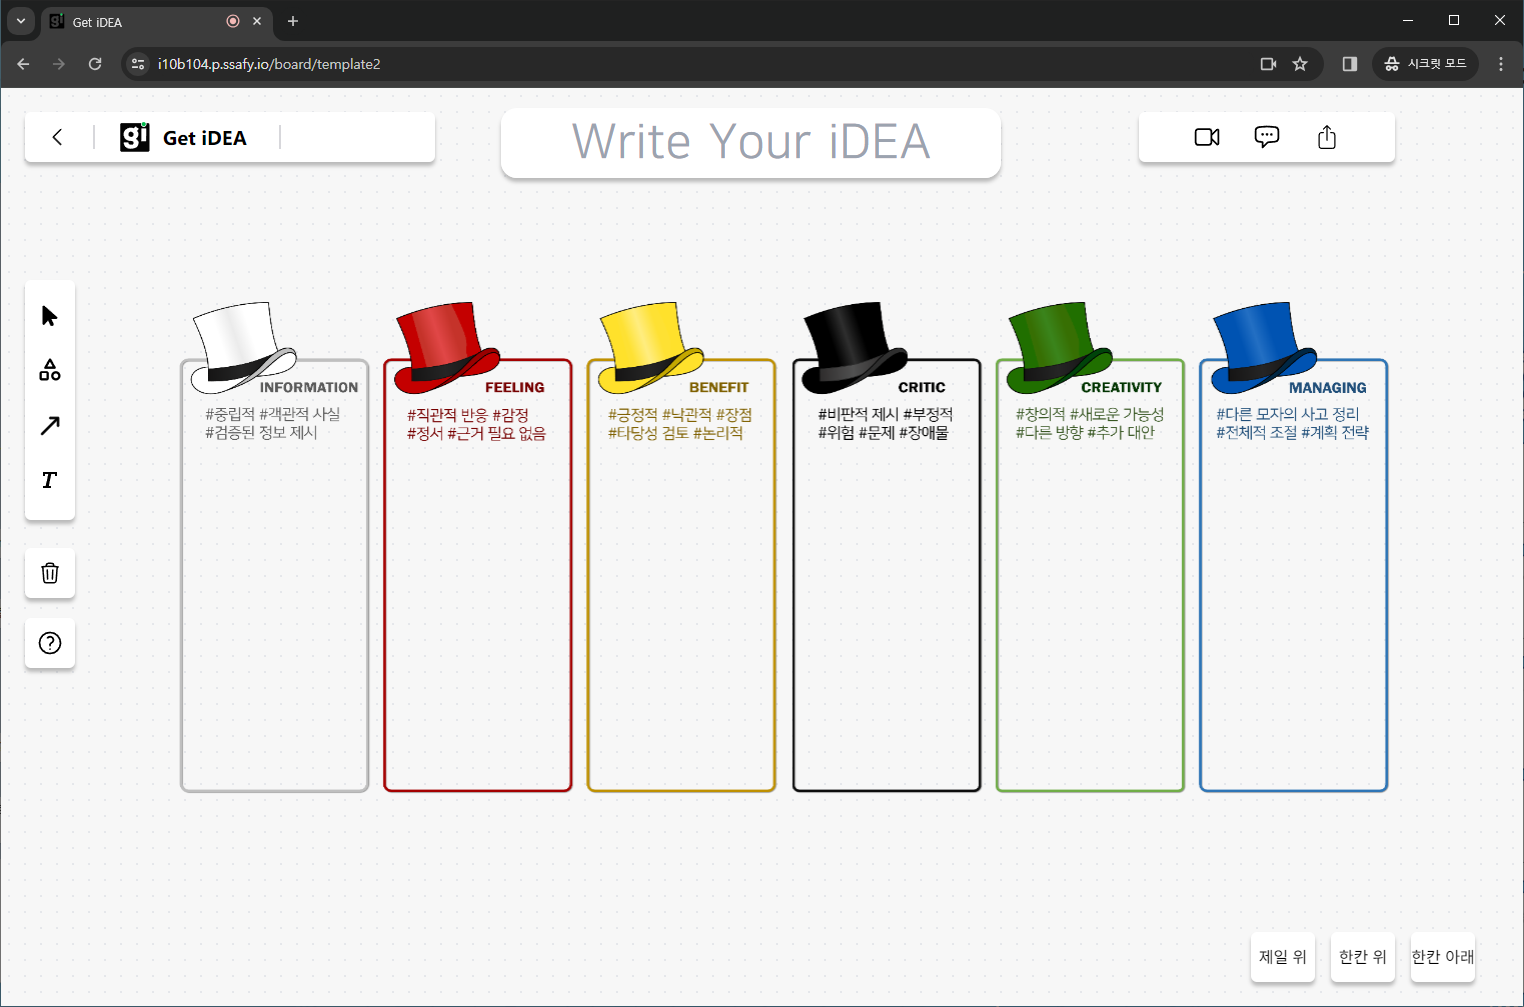 Get iDEA
i10b104.p.ssafy.io/board/template2
시크릿 모드
gi Get iDEA
Write Your iDEA
T
INFORMATION
#중립적 #객관적 사실
#검증된 정보 제시
FEELING
#직관적 반응 #감정
#정서 #근거 필요 없음
BENEFIT
#긍정적 #낙관적 #장점
#타당성 검토 #논리적
CRITIC
#비판적 제시 #부정적
#위험 #문제 #장애물
CREATIVITY
#창의적 #새로운 가능성
#다른 방향 #추가 대안
MANAGING
#다른 모자의 사고 정리
#전체적 조절 #계획 전략
제일 위
한칸 위
한칸 아래